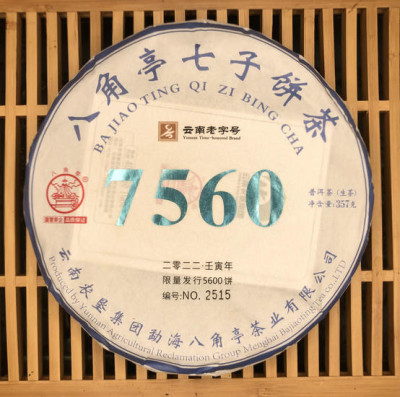 八角亭七子饼茶
BA JIAO TING QI ZI BING CHA
云南老字号
Yunnan Time-honored Brand
7560
普洱茶（生茶）
净含量:357克
二零二二·壬寅年
限量发行5600饼
编号:NO. 2515
云南农垦集团勐海八角亭茶业有限公司
Produced by Yunnan Agricultural Reclamation Group Menghai Bajiaoting Tea Co., LTD